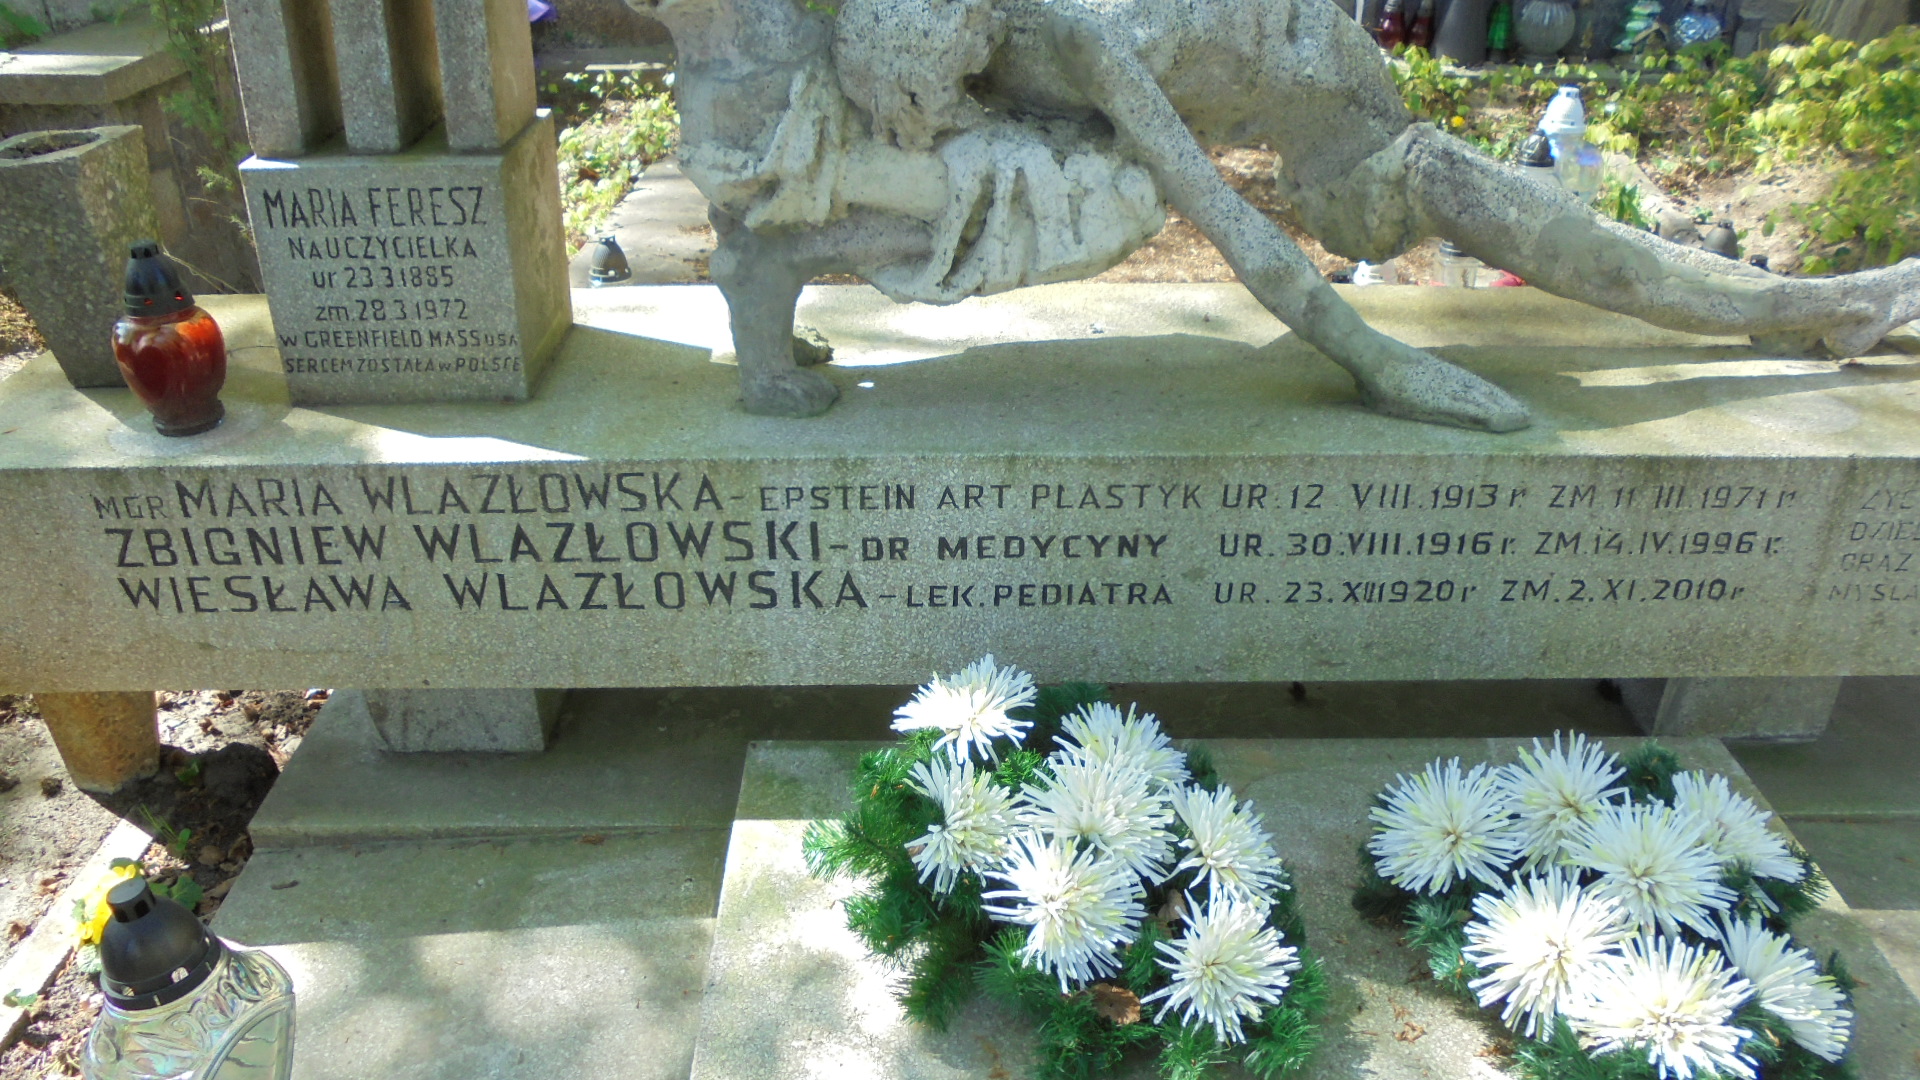 MARIA FERESZ
NAUCZYCIELKA
ur 23 3 1885
zm. 28 3 1972
W GREENFIELD MASS USA
SERCEM ZOSTAŁA W POLSCE
MGR MARIA WLAZŁOWSKA - EPSTEIN ART. PLASTYK UR. 12 VIII. 1913 r. ZM. 11 III. 1971 r.
ZBIGNIEW WLAZŁOWSKI - DR MEDYCYNY UR. 30. VIII. 1916 r. ZM. 14. IV. 1996 r.
WIESŁAWA WLAZŁOWSKA - LEK. PEDIATRA UR. 23. XII 1920 r ZM. 2. XI. 2010 r
ORAZ